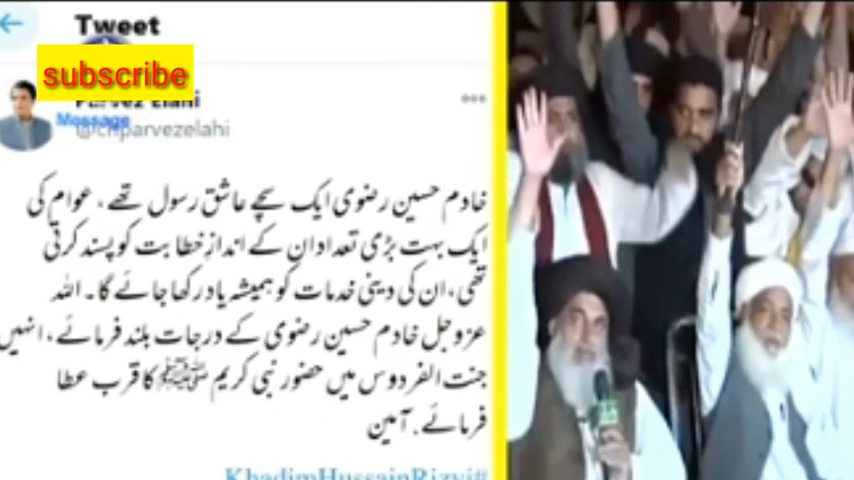 Tweet
subscribe
Pervez Elahi
Message
@chparvezelahi
خادم حسین رضوی ایک سچے عاشق رسول تھے، عوام کی
ایک بہت بڑی تعداد ان کے اندازِ خطابت کو پسند کرتی
تھی، ان کی دینی خدمات کو ہمیشہ یاد رکھا جائے گا۔ اللہ
عزوجل خادم حسین رضوی کے درجات بلند فرمائے، انہیں
جنت الفردوس میں حضور نبی کریم ﷺ کا قرب عطا
فرمائے. آمین
KhadimHussainRizvi#